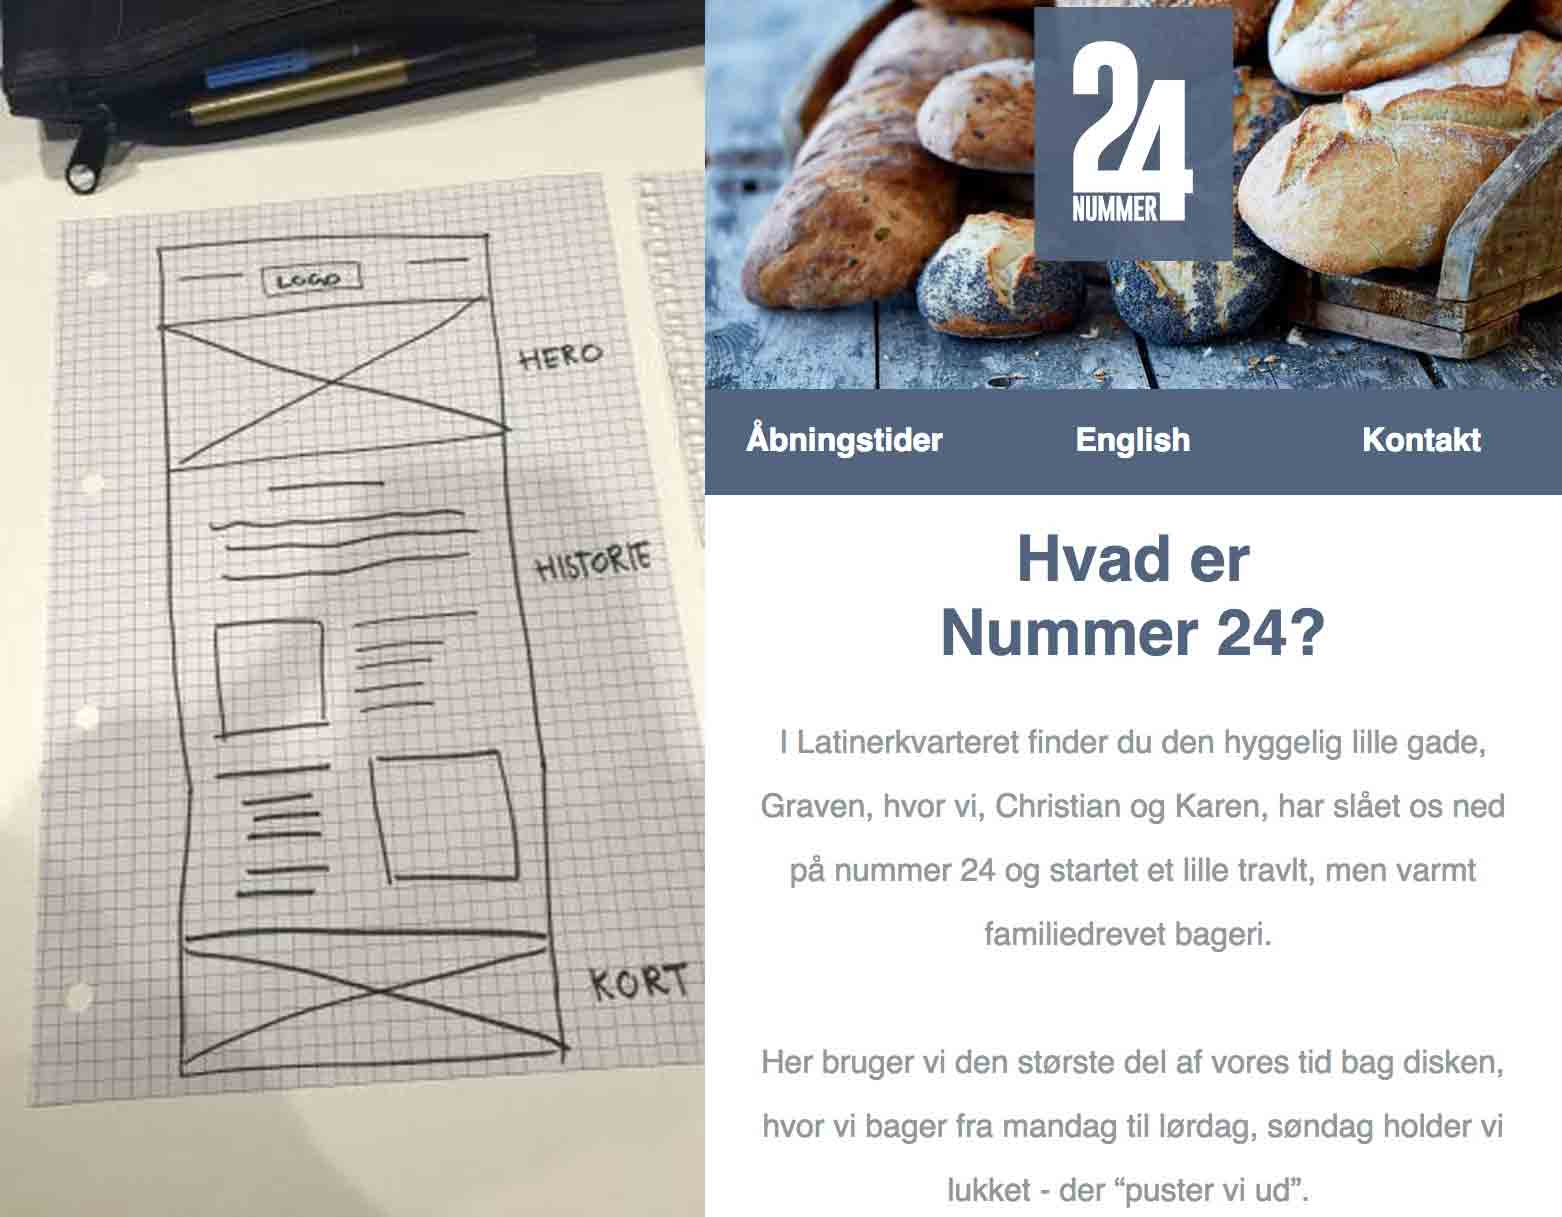 LOGO
HERO
HISTORIE
KORT
24
NUMMER
Åbningstider English Kontakt
Hvad er
Nummer 24?
I Latinerkvarteret finder du den hyggelig lille gade,
Graven, hvor vi, Christian og Karen, har slået os ned
på nummer 24 og startet et lille travlt, men varmt
familiedrevet bageri.
Her bruger vi den største del af vores tid bag disken,
hvor vi bager fra mandag til lørdag, søndag holder vi
lukket - der “puster vi ud”.